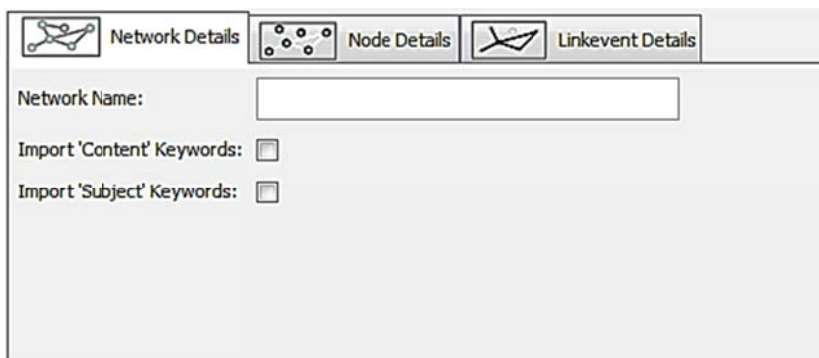 Network Details Node Details Linkevent Details
Network Name:
Import 'Content' Keywords:
Import 'Subject' Keywords: